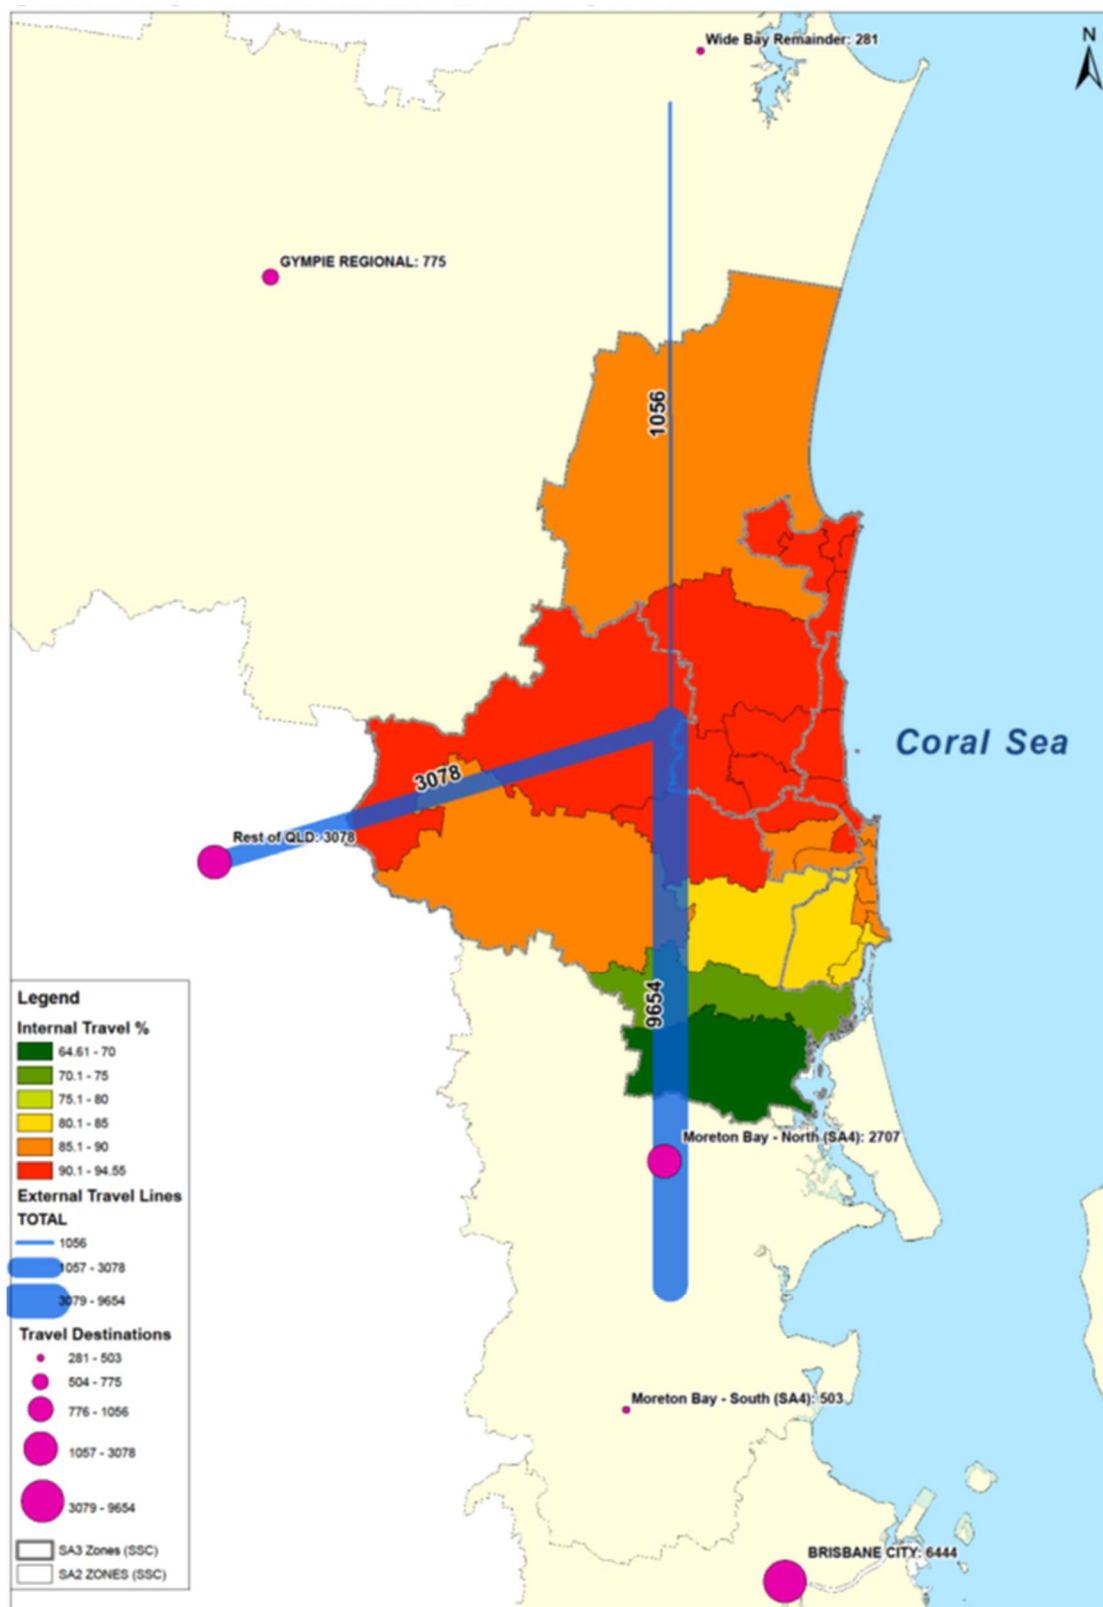 Wide Bay Remainder: 281
N
GYMPIE REGIONAL: 775
1056
Coral Sea
3078
Rest of QLD: 3078
9654
Moreton Bay - North (SA4): 2707
Moreton Bay - South (SA4): 503
BRISBANE CITY: 6444
Legend
Internal Travel %
64.61 - 70
70.1 - 75
75.1 - 80
80.1 - 85
85.1 - 90
90.1 - 94.55
External Travel Lines
TOTAL
1056
1057 - 3078
3079 - 9654
Travel Destinations
281 - 503
504 - 775
776 - 1056
1057 - 3078
3079 - 9654
SA3 Zones (SSC)
SA2 ZONES (SSC)